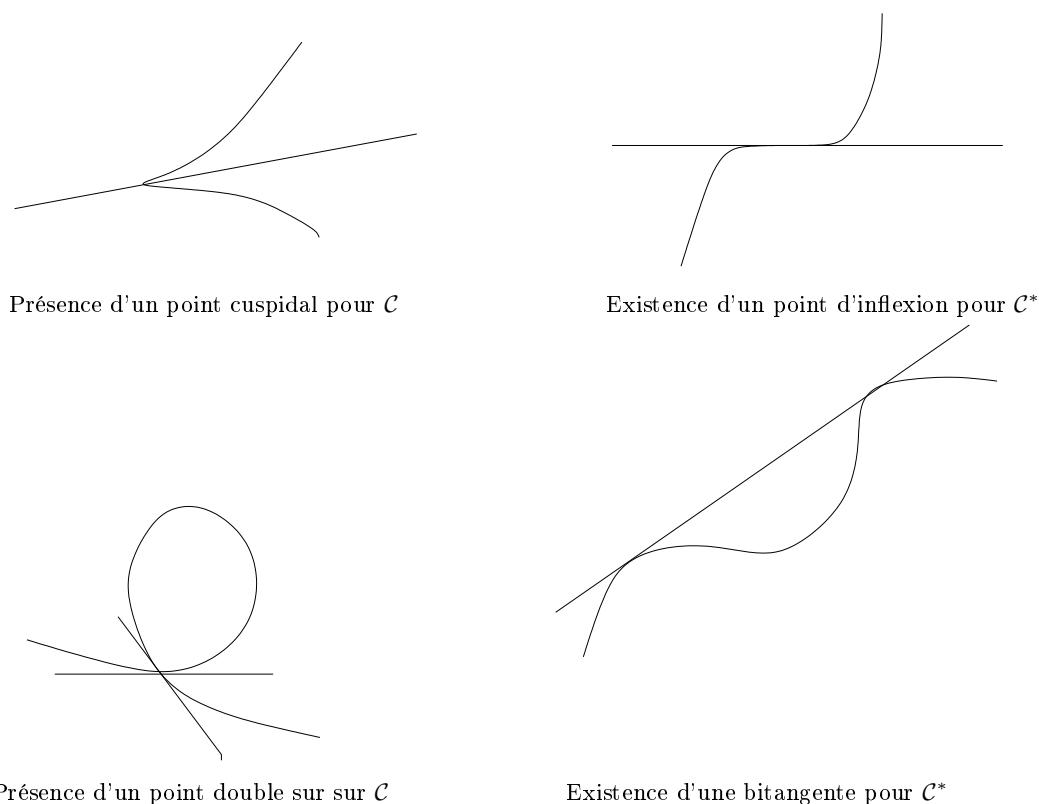 Présence d'un point cuspidal pour 𝒞
Existence d'un point d'inflexion pour 𝒞*
Présence d'un point double sur sur 𝒞
Existence d'une bitangente pour 𝒞*